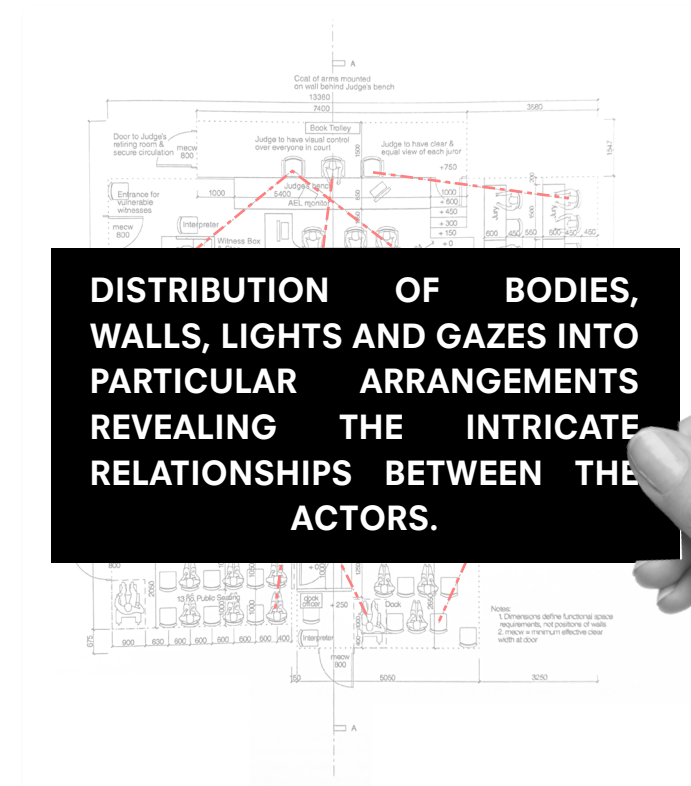 A
Coat of arms mounted
on wall behind Judge's bench
13380
7400
3580
Book Trolley
Door to Judge's
retiring room &
secure circulation
mecw
800
Judge to have visual control
over everyone in court
1500
Judge to have clear &
equal view of each juror
1347
+750
Entrance for
vulnerable
witnesses
1000
5400
Judge's bench
AEL monitor
650
1000
+ 600
+ 450
+ 300
+ 150
+ 0
Jury
Jury
600
450
560
600
450
450
mecw
800
Interpreter
Witness Box
DISTRIBUTION OF BODIES,
WALLS, LIGHTS AND GAZES INTO
PARTICULAR ARRANGEMENTS
REVEALING THE INTRICATE
RELATIONSHIPS BETWEEN THE
ACTORS.
800
2050
Public Seating
dock
officer
+ 250
Dock
Interpreter
675
900
630
600
600
600
600
600
400
mecw
800
150
5050
3250
Notes:
1. Dimensions define functional space
requirements, not positions of walls
2. mecw = minimum effective clear
width at door
A